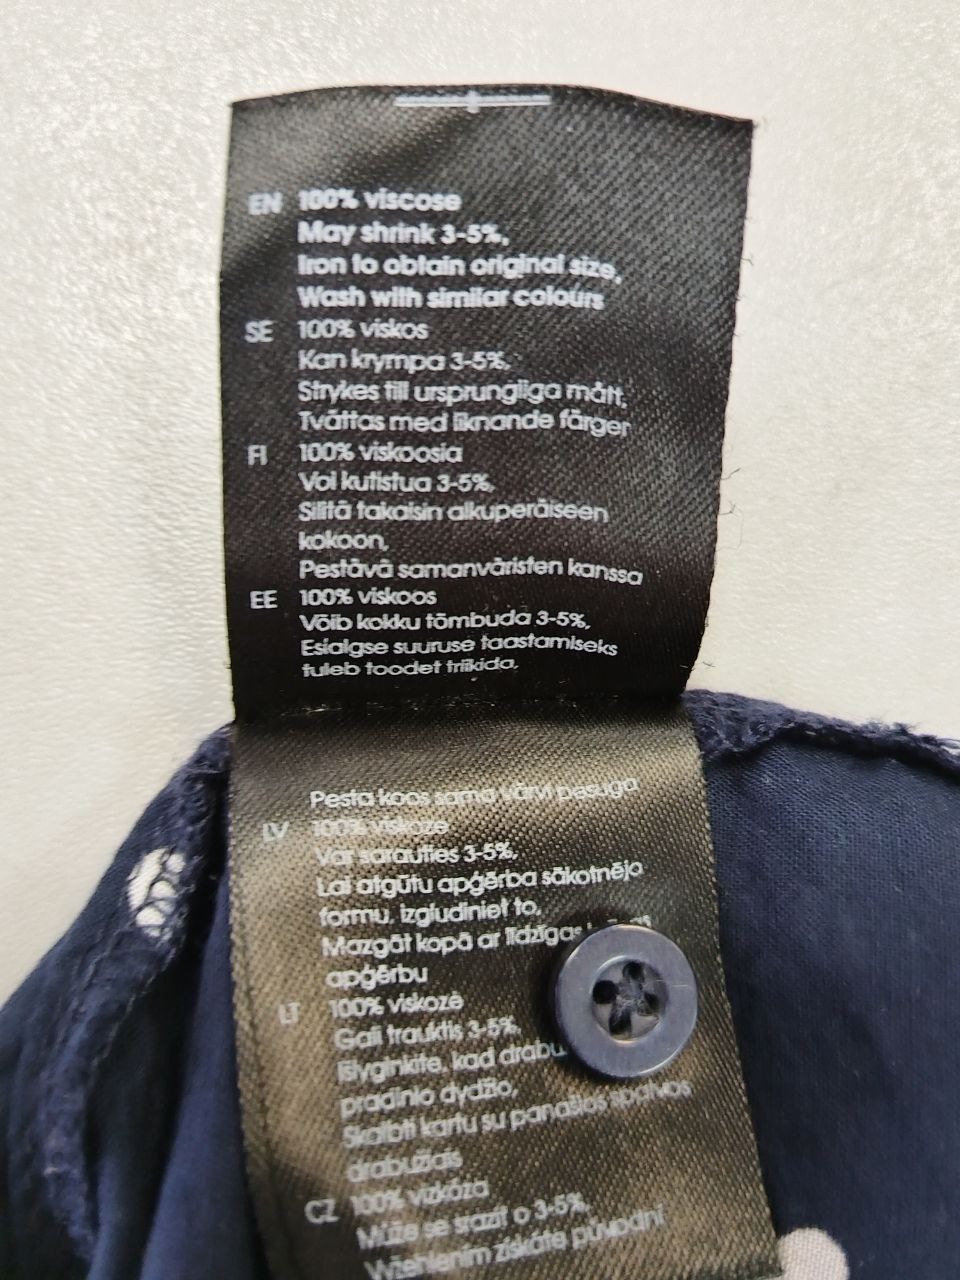 EN 100% viscose
May shrink 3-5%,
Iron to obtain original size,
Wash with similar colours
SE 100% viskos
Kan krympa 3-5%,
Strykes till ursprungliga mått,
Tvättas med liknande färger
FI 100% viskoosia
Voi kutistua 3-5%,
Silitä takaisin alkuperäiseen
kokoon,
Pestävä samanväristen kanssa
EE 100% viskoos
Võib kokku tõmbuda 3-5%,
Esialgse suuruse taastamiseks
tuleb toodet triikida,
Pesta koos sama värvi pesuga
LV 100% viskoze
Var sarauties 3-5%,
Lai atgūtu apģērba sākotnējo
formu, izgludiniet to,
Mazgāt kopā ar
apģērbu
LT 100% viskozė
Gali trauktis 3-5%,
Išlyginkite, kad
pradinio dydžio,
Skalbti kartu su panašios spalvos
drabužiais
CZ 100% vizkóza
Může se srazit o 3-5%,
Vyžehlením získáte původní